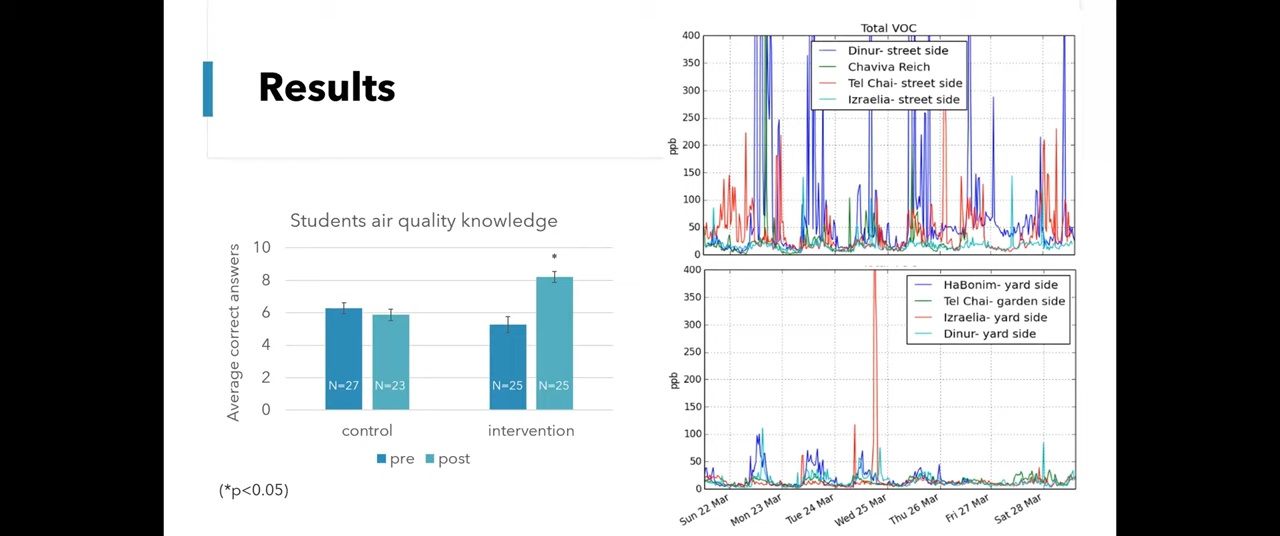 Results
Students air quality knowledge
Average correct answers
10
8
6
4
2
0
*
N=27
N=23
N=25
N=25
control
intervention
pre
post
(*p<0.05)
Total VOC
ppb
400
350
300
250
200
150
100
50
0
Dinur- street side
Chaviva Reich
Tel Chai- street side
Izraelia- street side
ppb
400
350
300
250
200
150
100
50
0
HaBonim- yard side
Tel Chai- garden side
Izraelia- yard side
Dinur- yard side
Sun 22 Mar
Mon 23 Mar
Tue 24 Mar
Wed 25 Mar
Thu 26 Mar
Fri 27 Mar
Sat 28 Mar